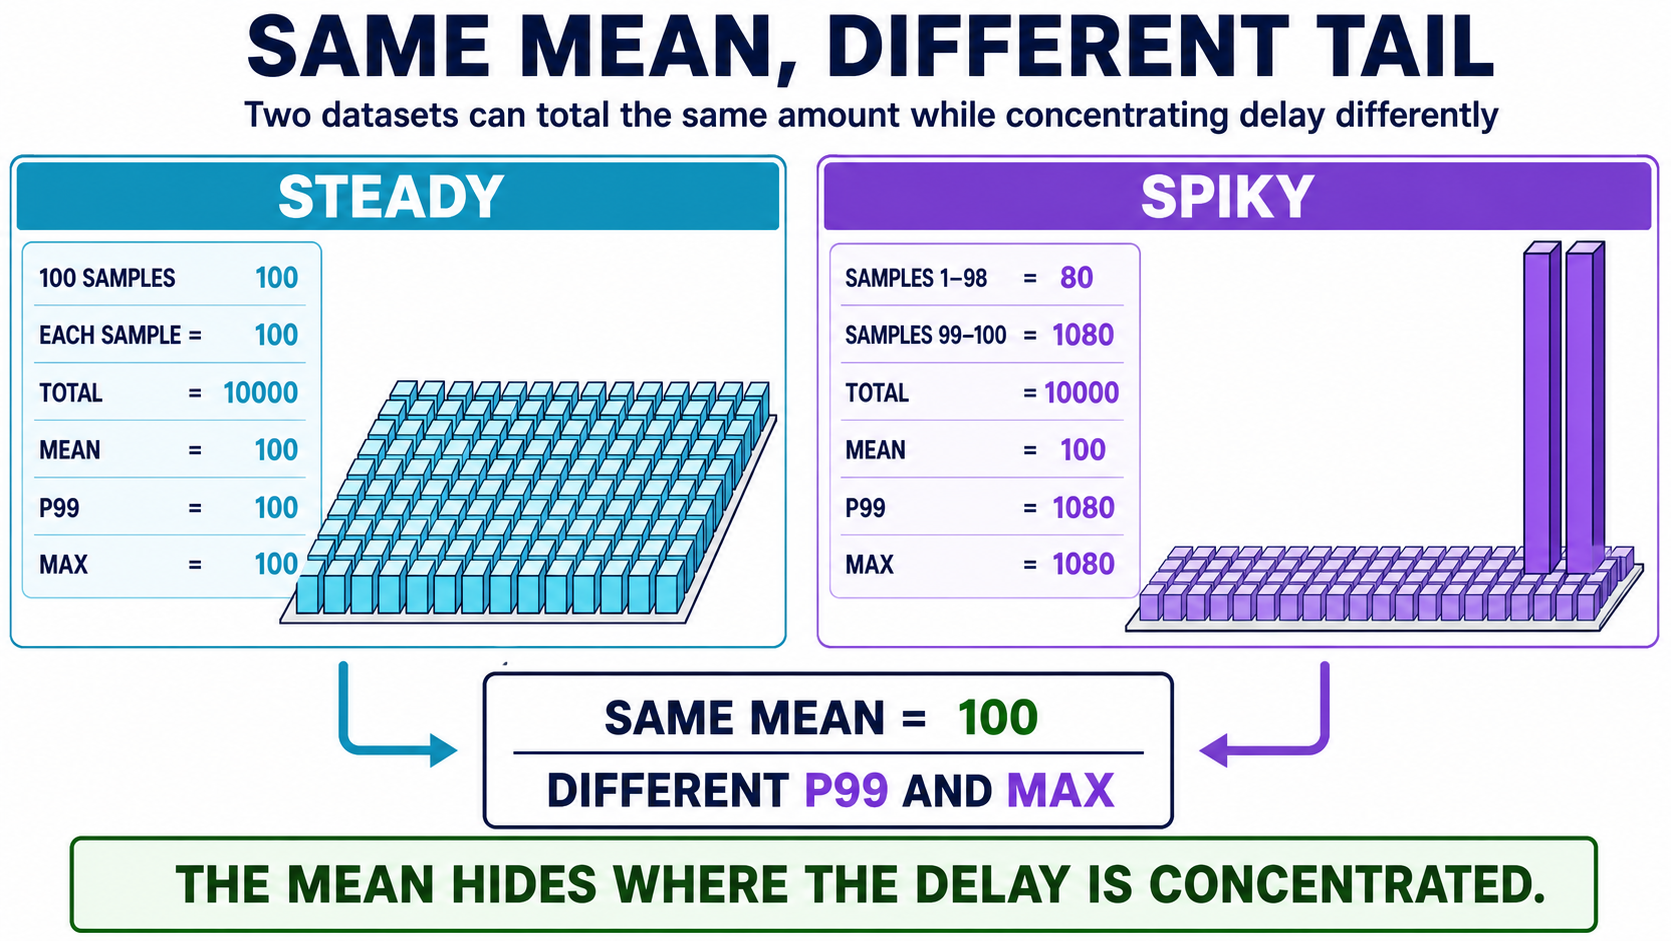 SAME MEAN, DIFFERENT TAIL
Two datasets can total the same amount while concentrating delay differently
STEADY
100 SAMPLES 100
EACH SAMPLE = 100
TOTAL = 10000
MEAN = 100
P99 = 100
MAX = 100
SPIKY
SAMPLES 1–98 = 80
SAMPLES 99–100 = 1080
TOTAL = 10000
MEAN = 100
P99 = 1080
MAX = 1080
SAME MEAN = 100
DIFFERENT P99 AND MAX
THE MEAN HIDES WHERE THE DELAY IS CONCENTRATED.